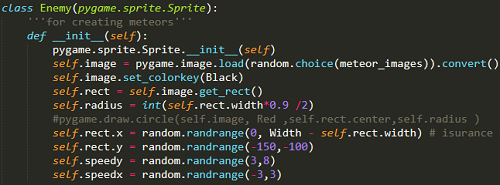 class Enemy(pygame.sprite.Sprite):
    '''for creating meteors'''
    def __init__(self):
        pygame.sprite.Sprite.__init__(self)
        self.image = pygame.image.load(random.choice(meteor_images)).convert()
        self.image.set_colorkey(Black)
        self.rect = self.image.get_rect()
        self.radius = int(self.rect.width*0.9 /2)
        #pygame.draw.circle(self.image, Red ,self.rect.center,self.radius )
        self.rect.x = random.randrange(0, Width - self.rect.width) # isurance
        self.rect.y = random.randrange(-150,-100)
        self.speedy = random.randrange(3,8)
        self.speedx = random.randrange(-3,3)